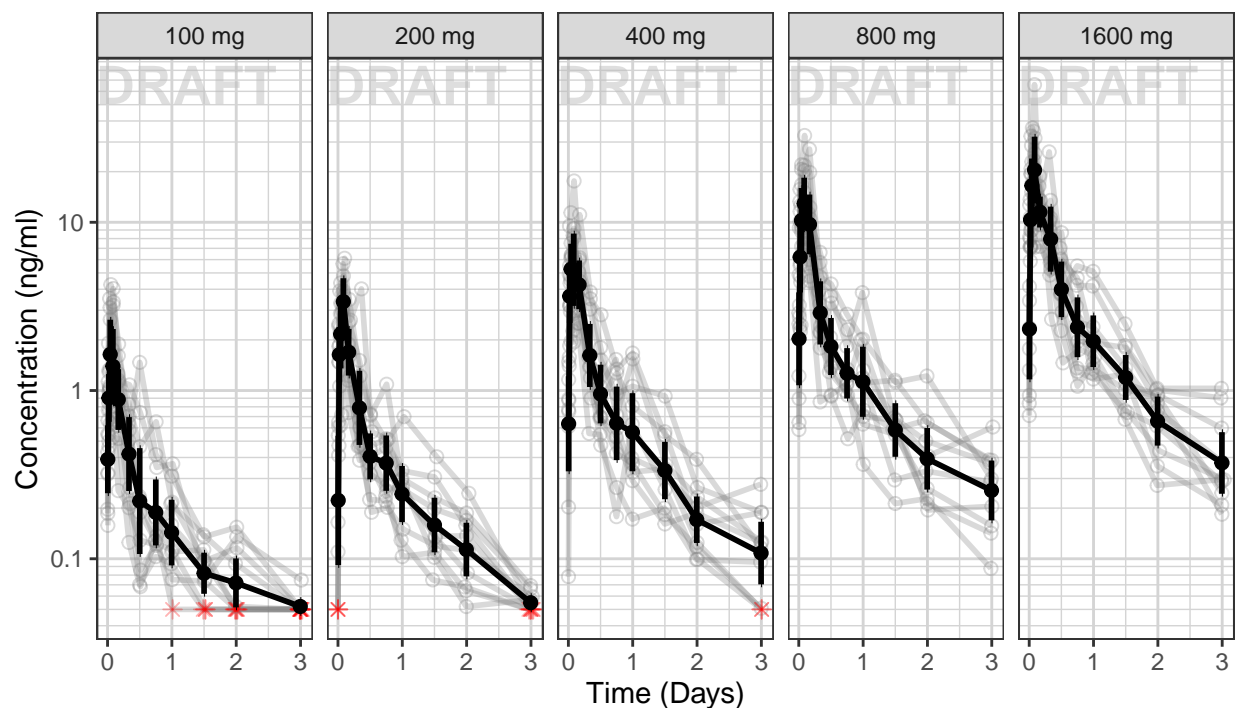 100 mg 200 mg 400 mg 800 mg 1600 mg
DRAFT DRAFT DRAFT DRAFT DRAFT
10
1
0.1
Concentration (ng/ml)
0 1 2 3 0 1 2 3 0 1 2 3 0 1 2 3 0 1 2 3
Time (Days)